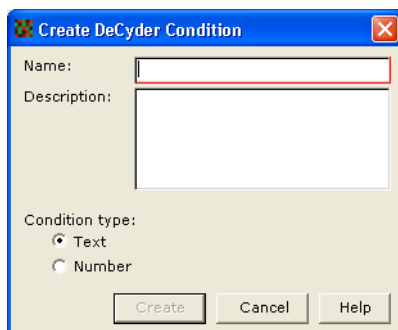 Create DeCyder Condition
Name:
Description:
Condition type:
Text
Number
Create Cancel Help